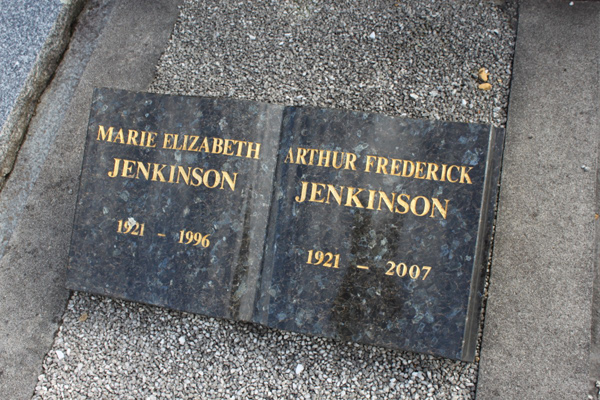 MARIE ELIZABETH
JENKINSON
1921 - 1996
ARTHUR FREDERICK
JENKINSON
1921 - 2007